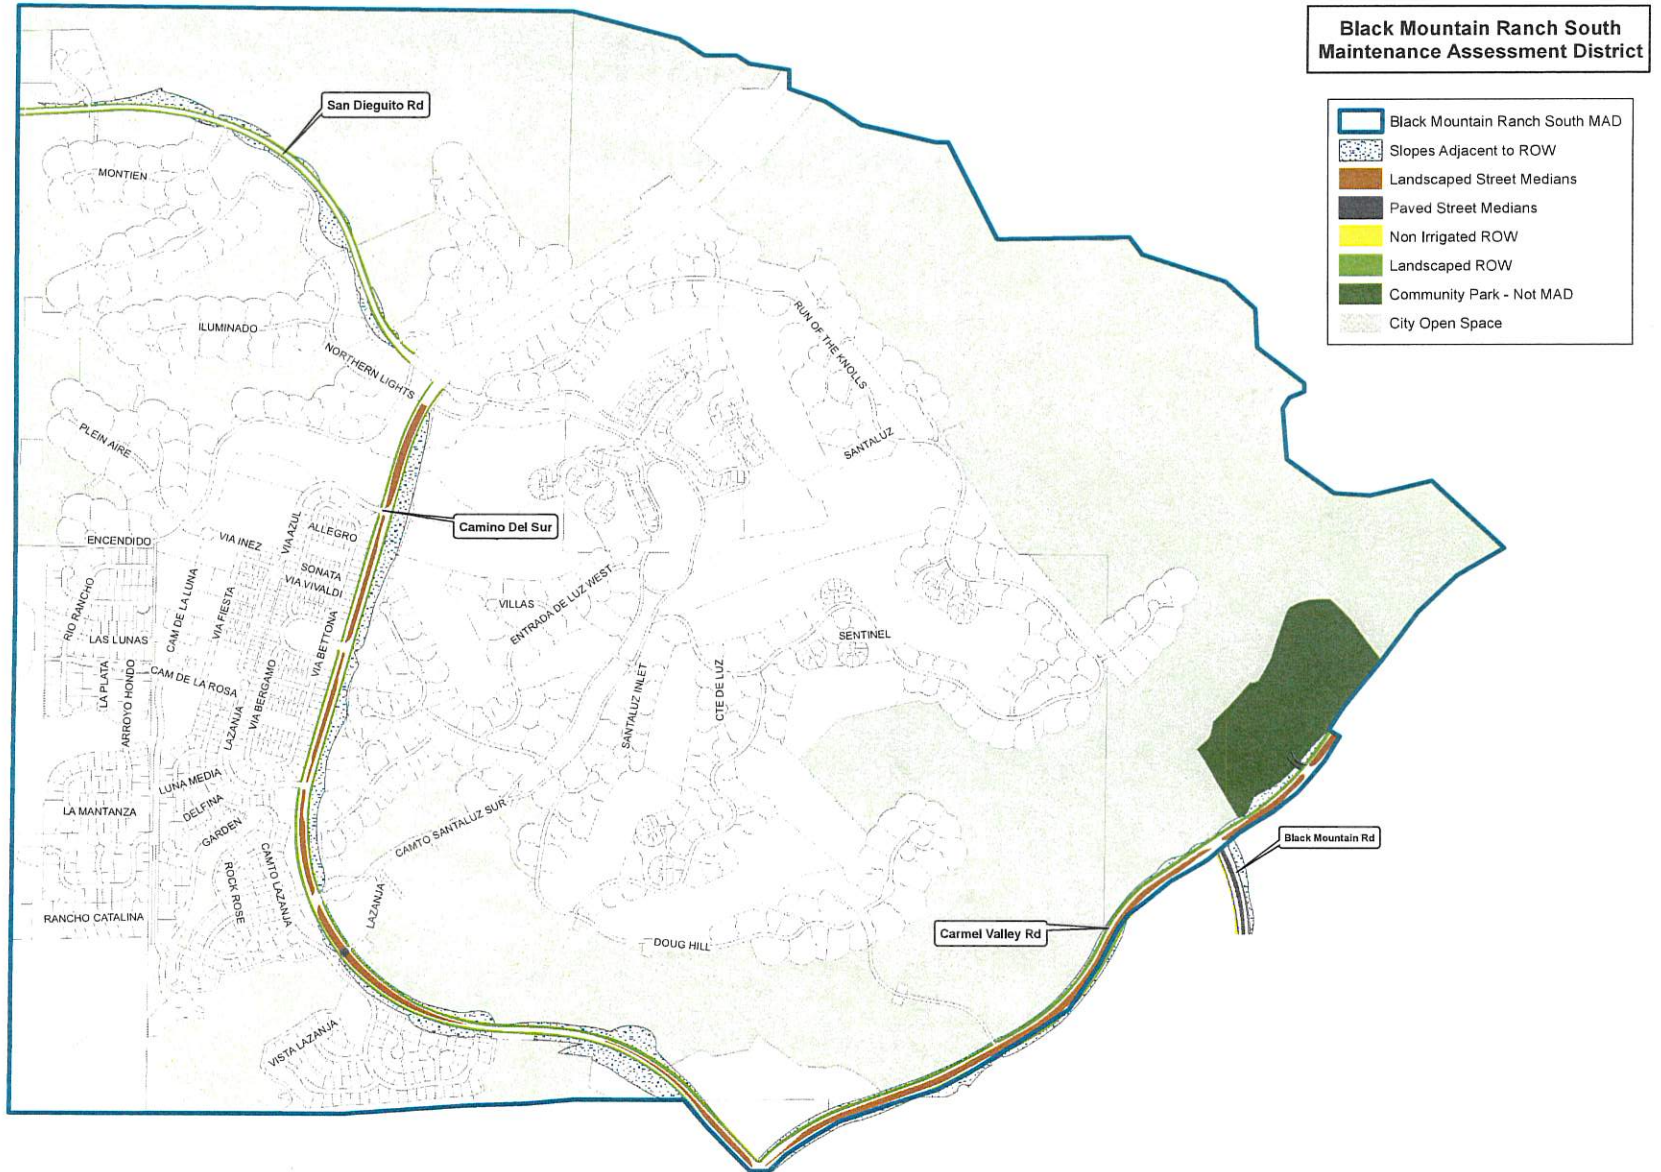 Black Mountain Ranch South
Maintenance Assessment District
Black Mountain Ranch South MAD
Slopes Adjacent to ROW
Landscaped Street Medians
Paved Street Medians
Non Irrigated ROW
Landscaped ROW
Community Park - Not MAD
City Open Space
San Dieguito Rd
MONTIEN
ILUMINADO
NORTHERN LIGHTS
RUN OF THE KNOLLS
PLEIN AIRE
SANTALUZ
Camino Del Sur
ENCENDIDO
VIA INEZ
VIA AZUL
ALLEGRO
SONATA
VIA VIVALDI
RIO RANCHO
CAM DE LA LUNA
VIA FIESTA
VIA BETTONA
VILLAS
ENTRADA DE LUZ WEST
SENTINEL
LAS LUNAS
LA PLATA
ARROYO HONDO
CAM DE LA ROSA
LAZANJA
VIA BERGAMO
SANTALUZ INLET
CTE DE LUZ
LUNA MEDIA
LA MANTANZA
DELFINA
GARDEN
CAMTO SANTALUZ SUR
Black Mountain Rd
ROCK ROSE
CAMTO LAZANJA
LAZANJA
RANCHO CATALINA
DOUG HILL
Carmel Valley Rd
VISTA LAZANJA